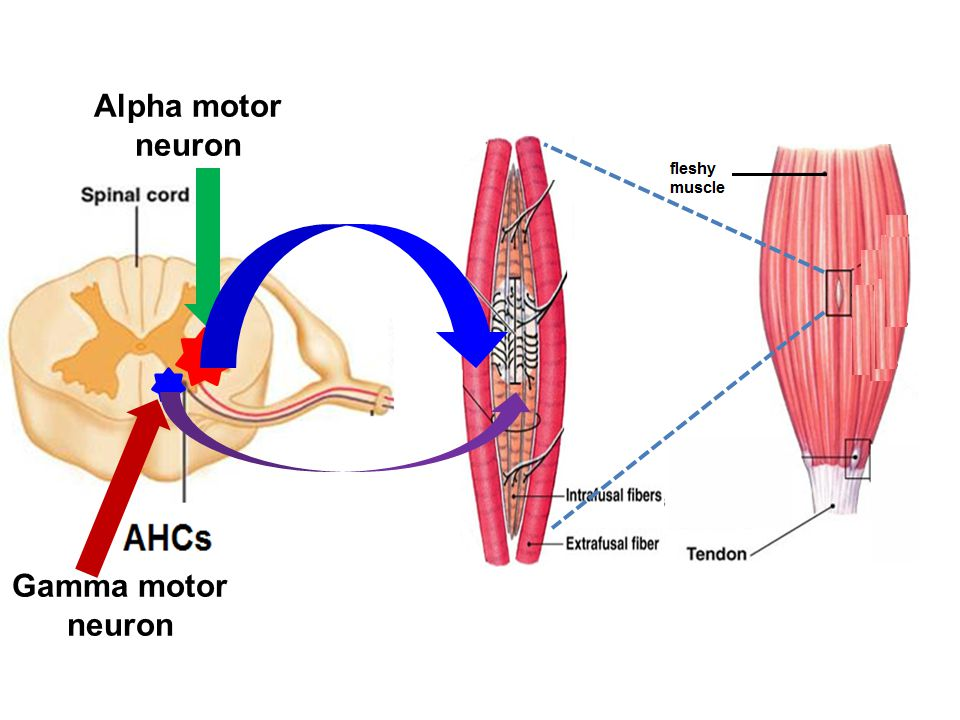 Alpha motor
neuron
Spinal cord
fleshy
muscle
Intrafusal fibers
Extrafusal fiber
Tendon
AHCs
Gamma motor
neuron